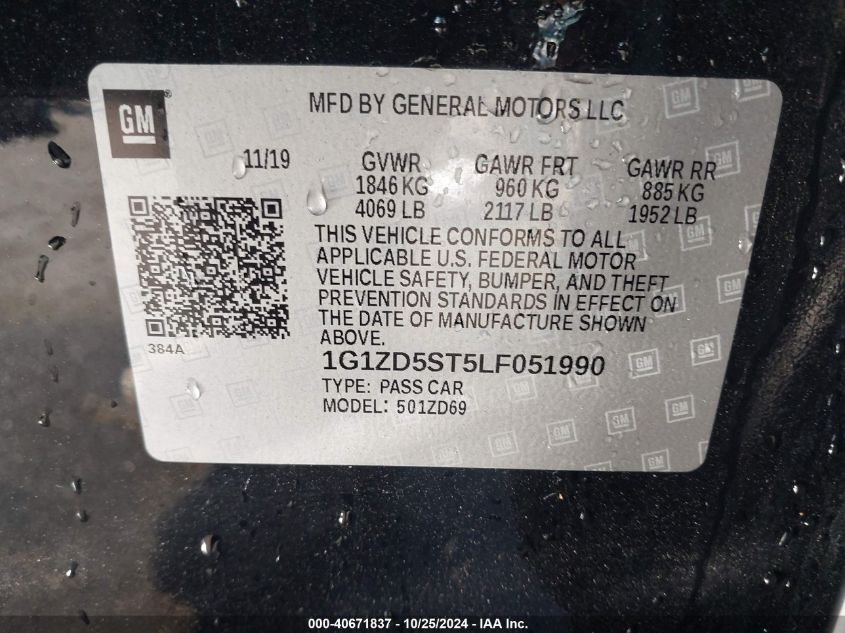 GM
MFD BY GENERAL MOTORS LLC
11/19
GVWR GAWR FRT GAWR RR
1846 KG 960 KG 885 KG
4069 LB 2117 LB 1952 LB
THIS VEHICLE CONFORMS TO ALL
APPLICABLE U.S. FEDERAL MOTOR
VEHICLE SAFETY, BUMPER, AND THEFT
PREVENTION STANDARDS IN EFFECT ON
THE DATE OF MANUFACTURE SHOWN
ABOVE.
384A
1G1ZD5ST5LF051990
TYPE: PASS CAR
MODEL: 501ZD69
000-40671837 - 10/25/2024 - IAA Inc.